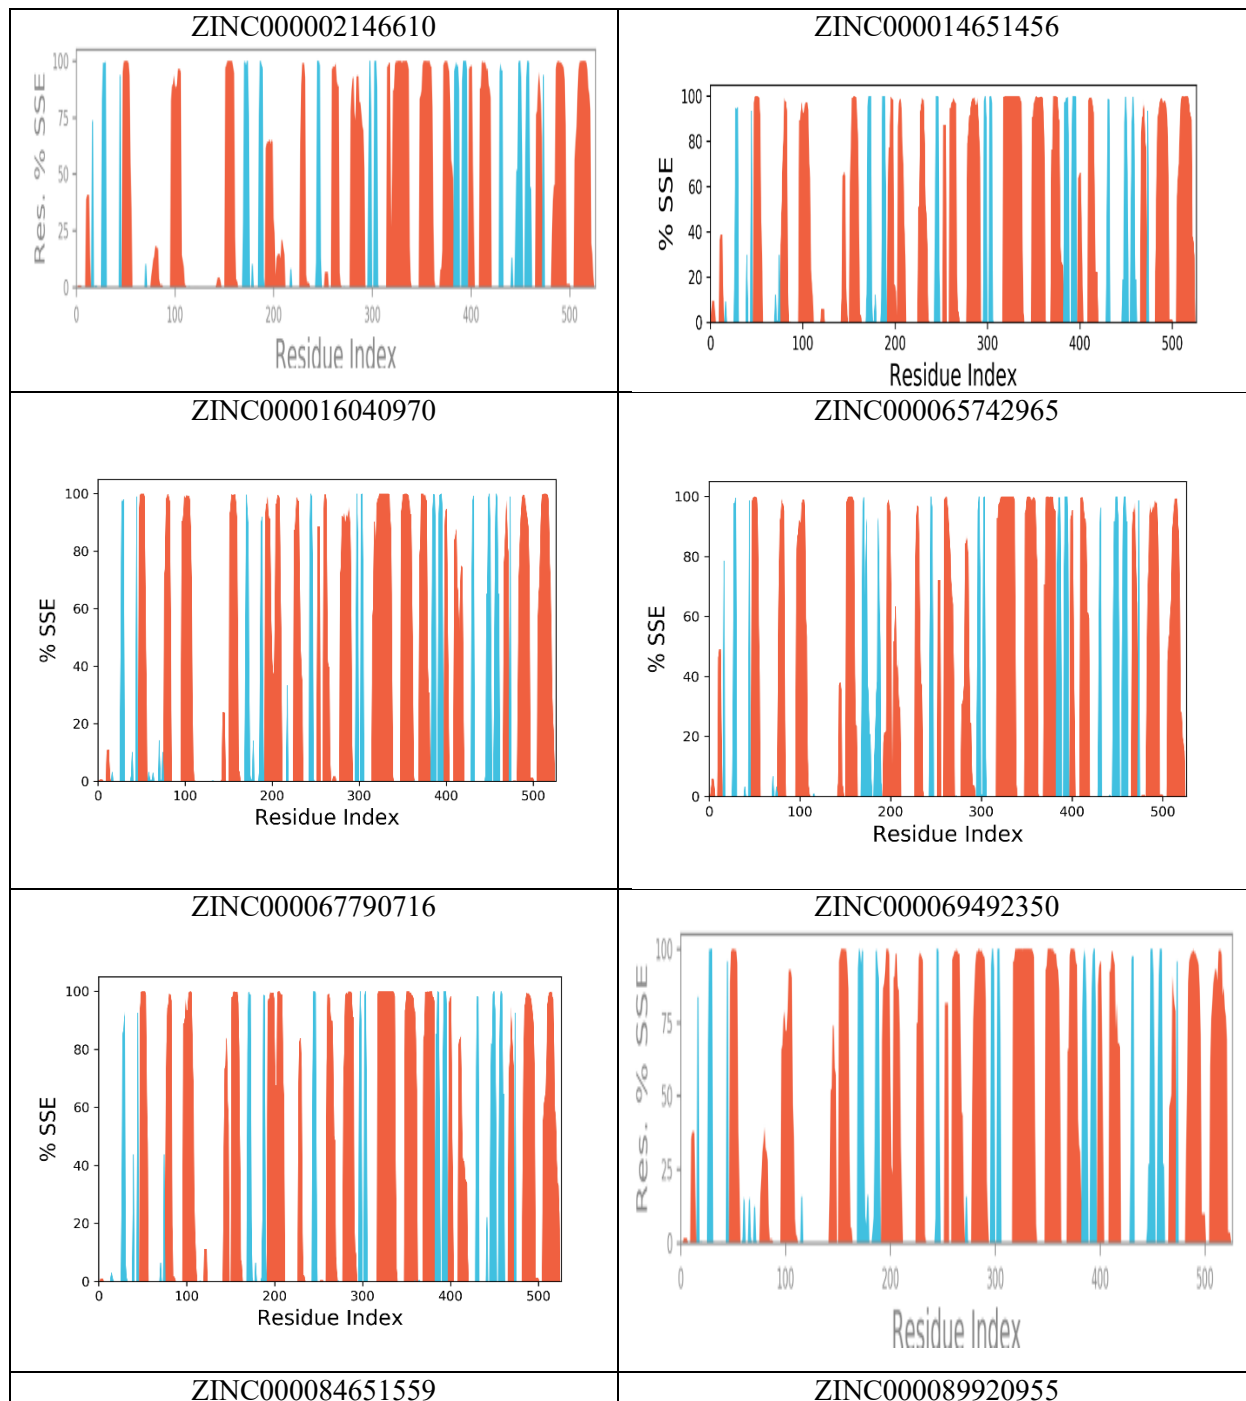 ZINC000002146610
Res. % SSE
100
75
50
25
0
0 100 200 300 400 500
Residue Index
ZINC000014651456
% SSE
100
80
60
40
20
0
0 100 200 300 400 500
Residue Index
ZINC000016040970
% SSE
100
80
60
40
20
0
0 100 200 300 400 500
Residue Index
ZINC000065742965
% SSE
100
80
60
40
20
0
0 100 200 300 400 500
Residue Index
ZINC000067790716
% SSE
100
80
60
40
20
0
0 100 200 300 400 500
Residue Index
ZINC000069492350
Res. % SSE
100
75
50
25
0
0 100 200 300 400 500
Residue Index
ZINC000084651559
ZINC000089920955